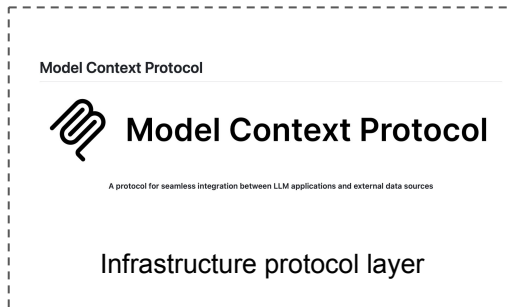 Model Context Protocol
Model Context Protocol
A protocol for seamless integration between LLM applications and external data sources
Infrastructure protocol layer